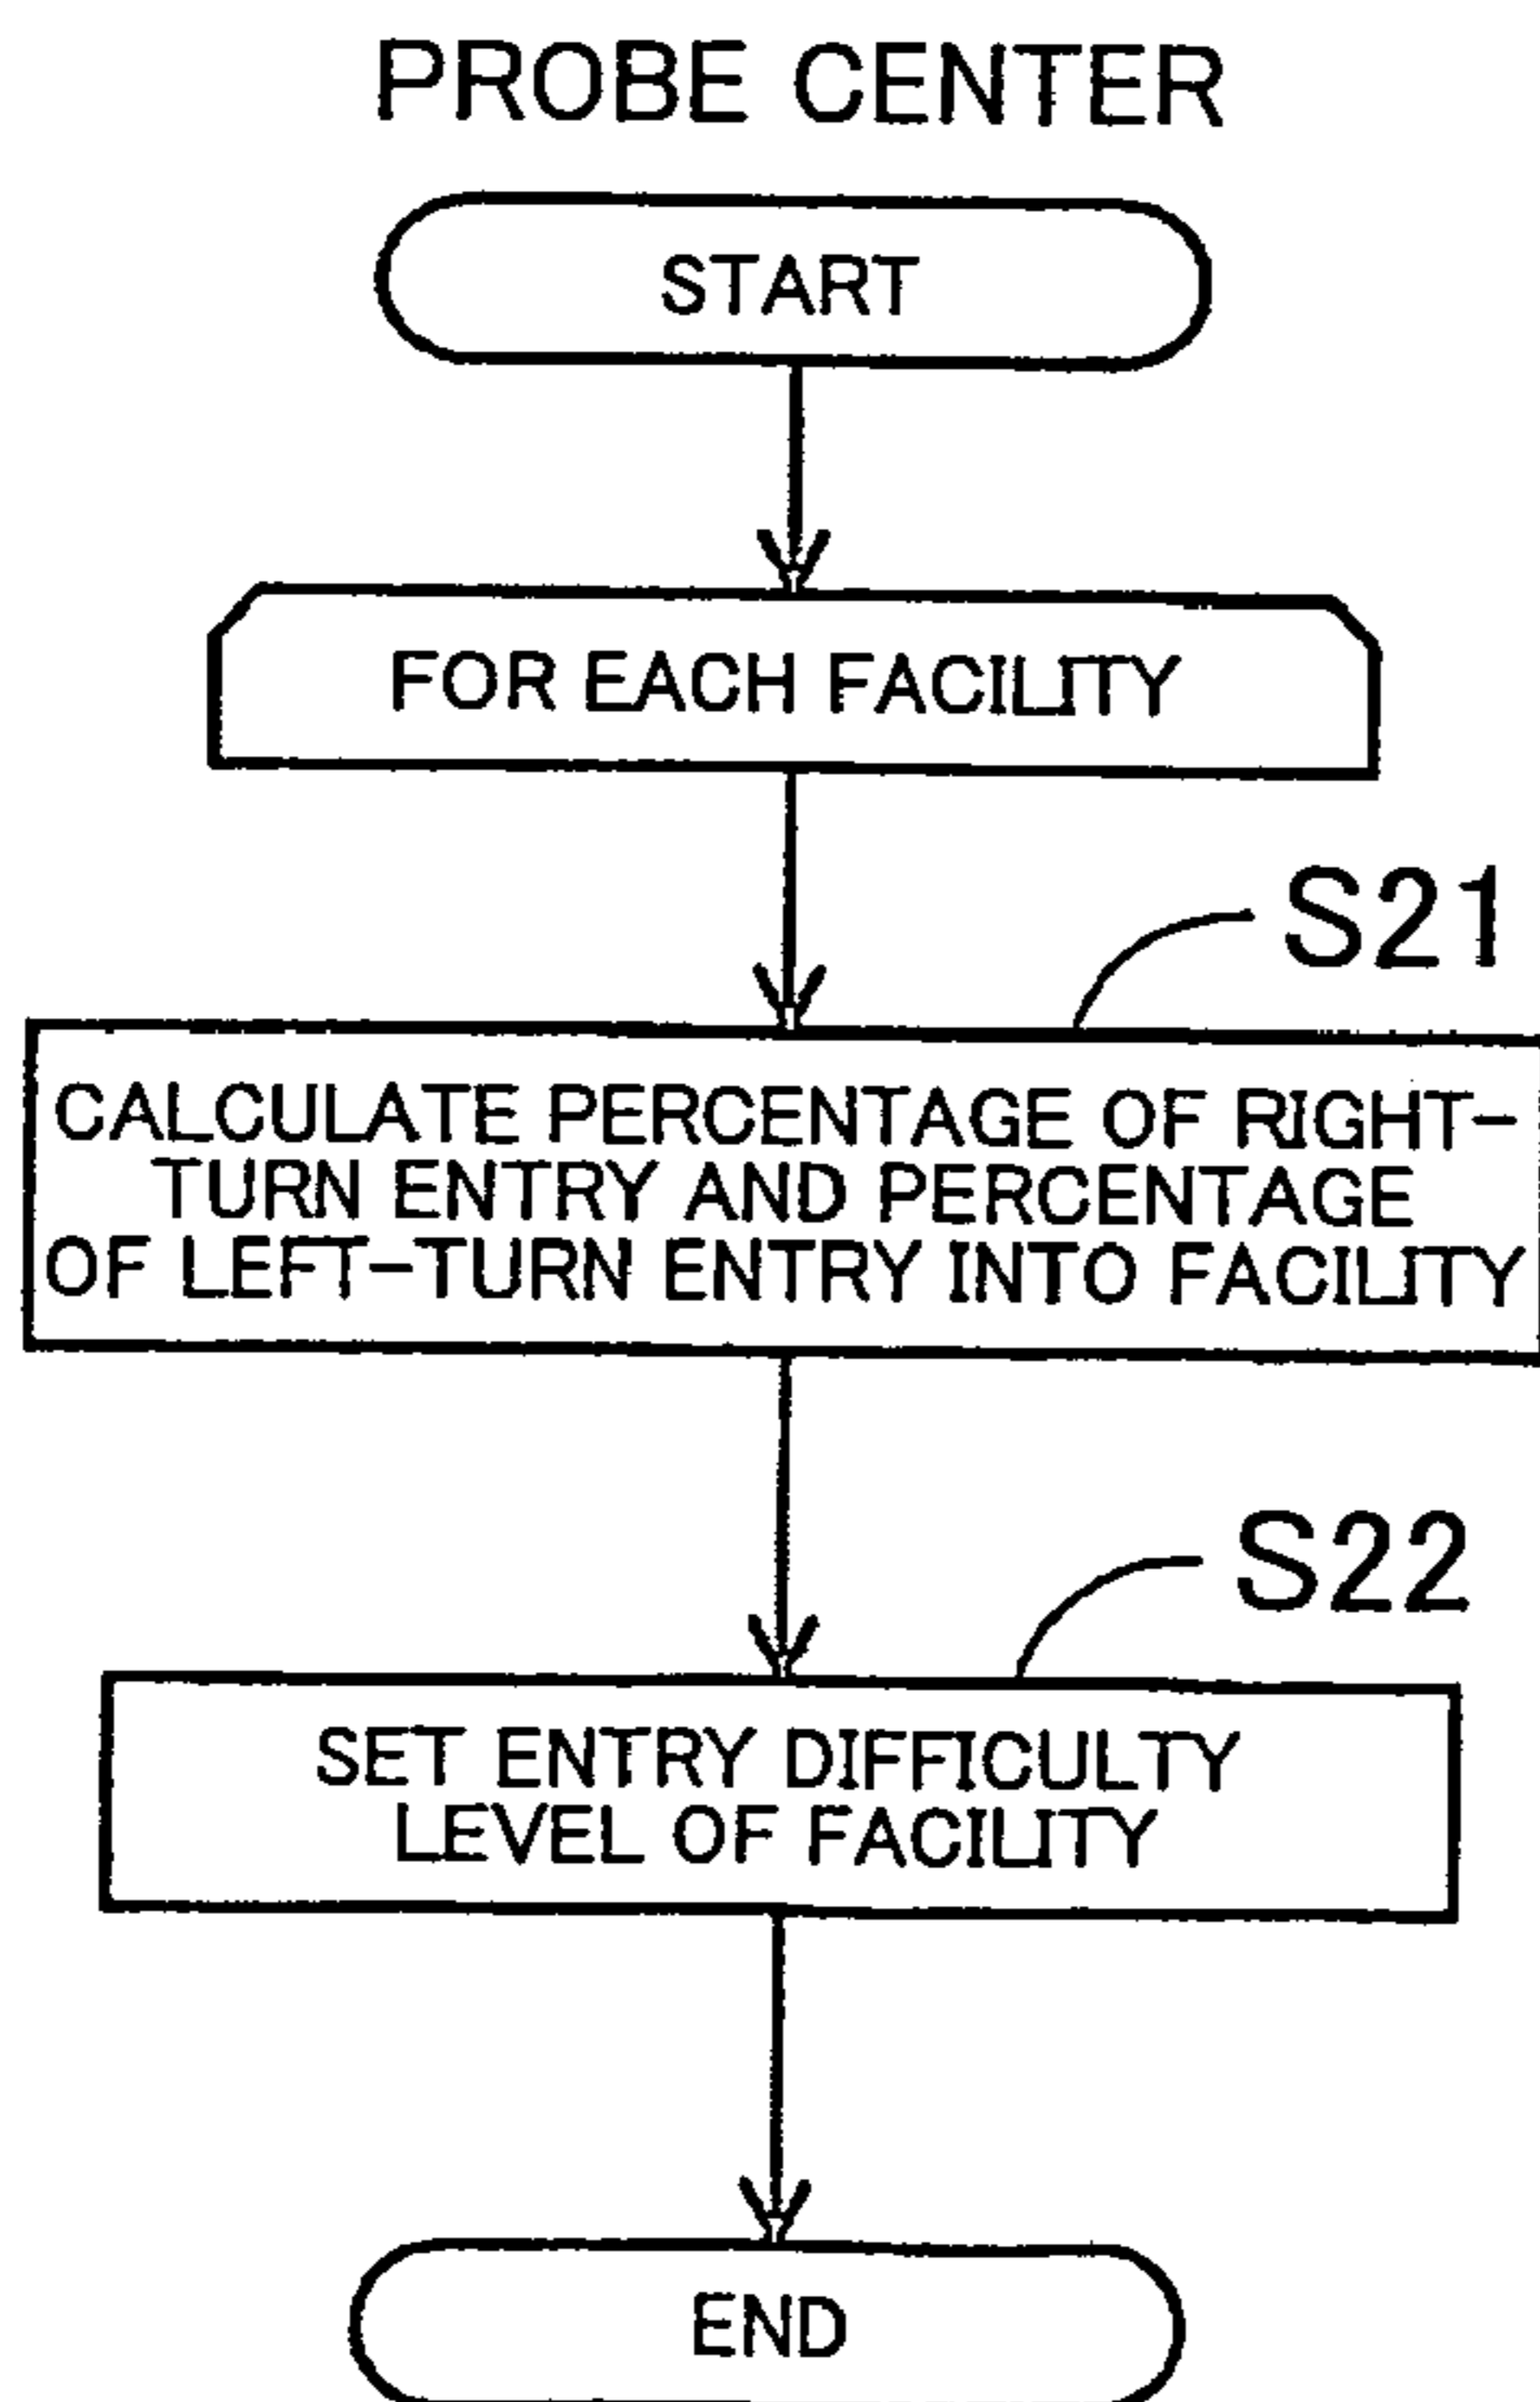 PROBE CENTER
START
FOR EACH FACILITY
S21
CALCULATE PERCENTAGE OF RIGHT-
TURN ENTRY AND PERCENTAGE
OF LEFT-TURN ENTRY INTO FACILITY
S22
SET ENTRY DIFFICULTY
LEVEL OF FACILITY
END